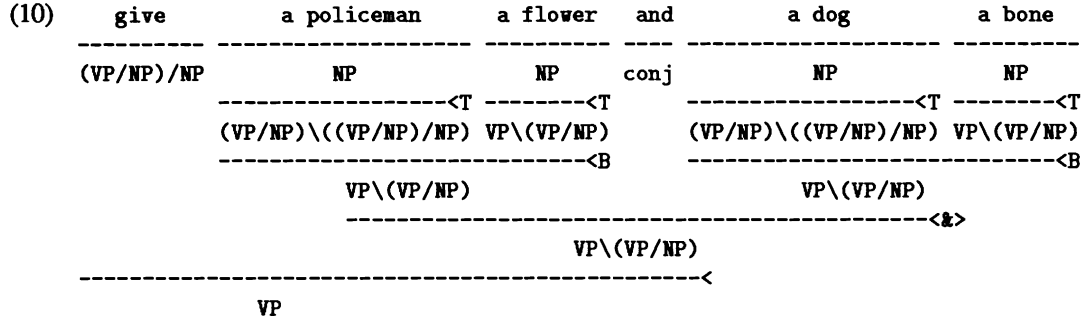 (10) give a policeman a flower and a dog a bone
---------- -------------------- ---------- ---- -------------------- ----------
(VP/NP)/NP NP NP conj NP NP
------------------<T --------<T ------------------<T --------<T
(VP/NP)\((VP/NP)/NP) VP\(VP/NP) (VP/NP)\((VP/NP)/NP) VP\(VP/NP)
-----------------------------<B -----------------------------<B
VP\(VP/NP) VP\(VP/NP)
-----------------------------------------------<&>
VP\(VP/NP)
--------------------------------------------------<
VP